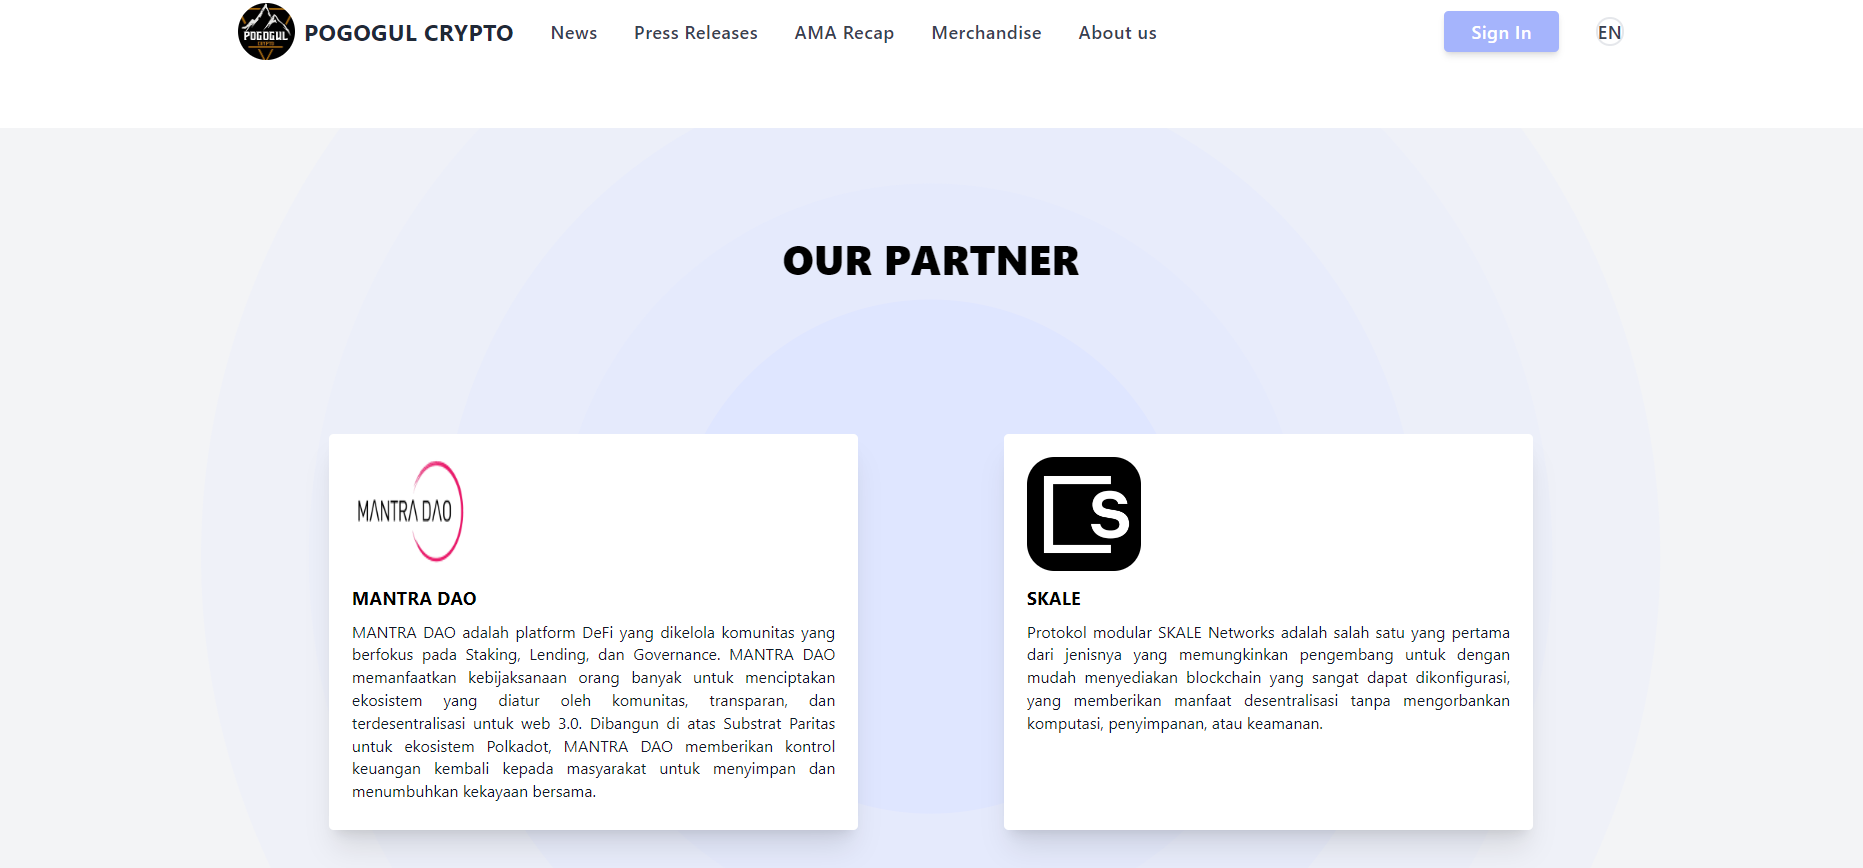 POGOGUL
CRYPTO
POGOGUL CRYPTO
News
Press Releases
AMA Recap
Merchandise
About us
Sign In
EN
OUR PARTNER
MANTRA DAO
MANTRA DAO
MANTRA DAO adalah platform DeFi yang dikelola komunitas yang
berfokus pada Staking, Lending, dan Governance. MANTRA DAO
memanfaatkan kebijaksanaan orang banyak untuk menciptakan
ekosistem yang diatur oleh komunitas, transparan, dan
terdesentralisasi untuk web 3.0. Dibangun di atas Substrat Paritas
untuk ekosistem Polkadot, MANTRA DAO memberikan kontrol
keuangan kembali kepada masyarakat untuk menyimpan dan
menumbuhkan kekayaan bersama.
S
SKALE
Protokol modular SKALE Networks adalah salah satu yang pertama
dari jenisnya yang memungkinkan pengembang untuk dengan
mudah menyediakan blockchain yang sangat dapat dikonfigurasi,
yang memberikan manfaat desentralisasi tanpa mengorbankan
komputasi, penyimpanan, atau keamanan.